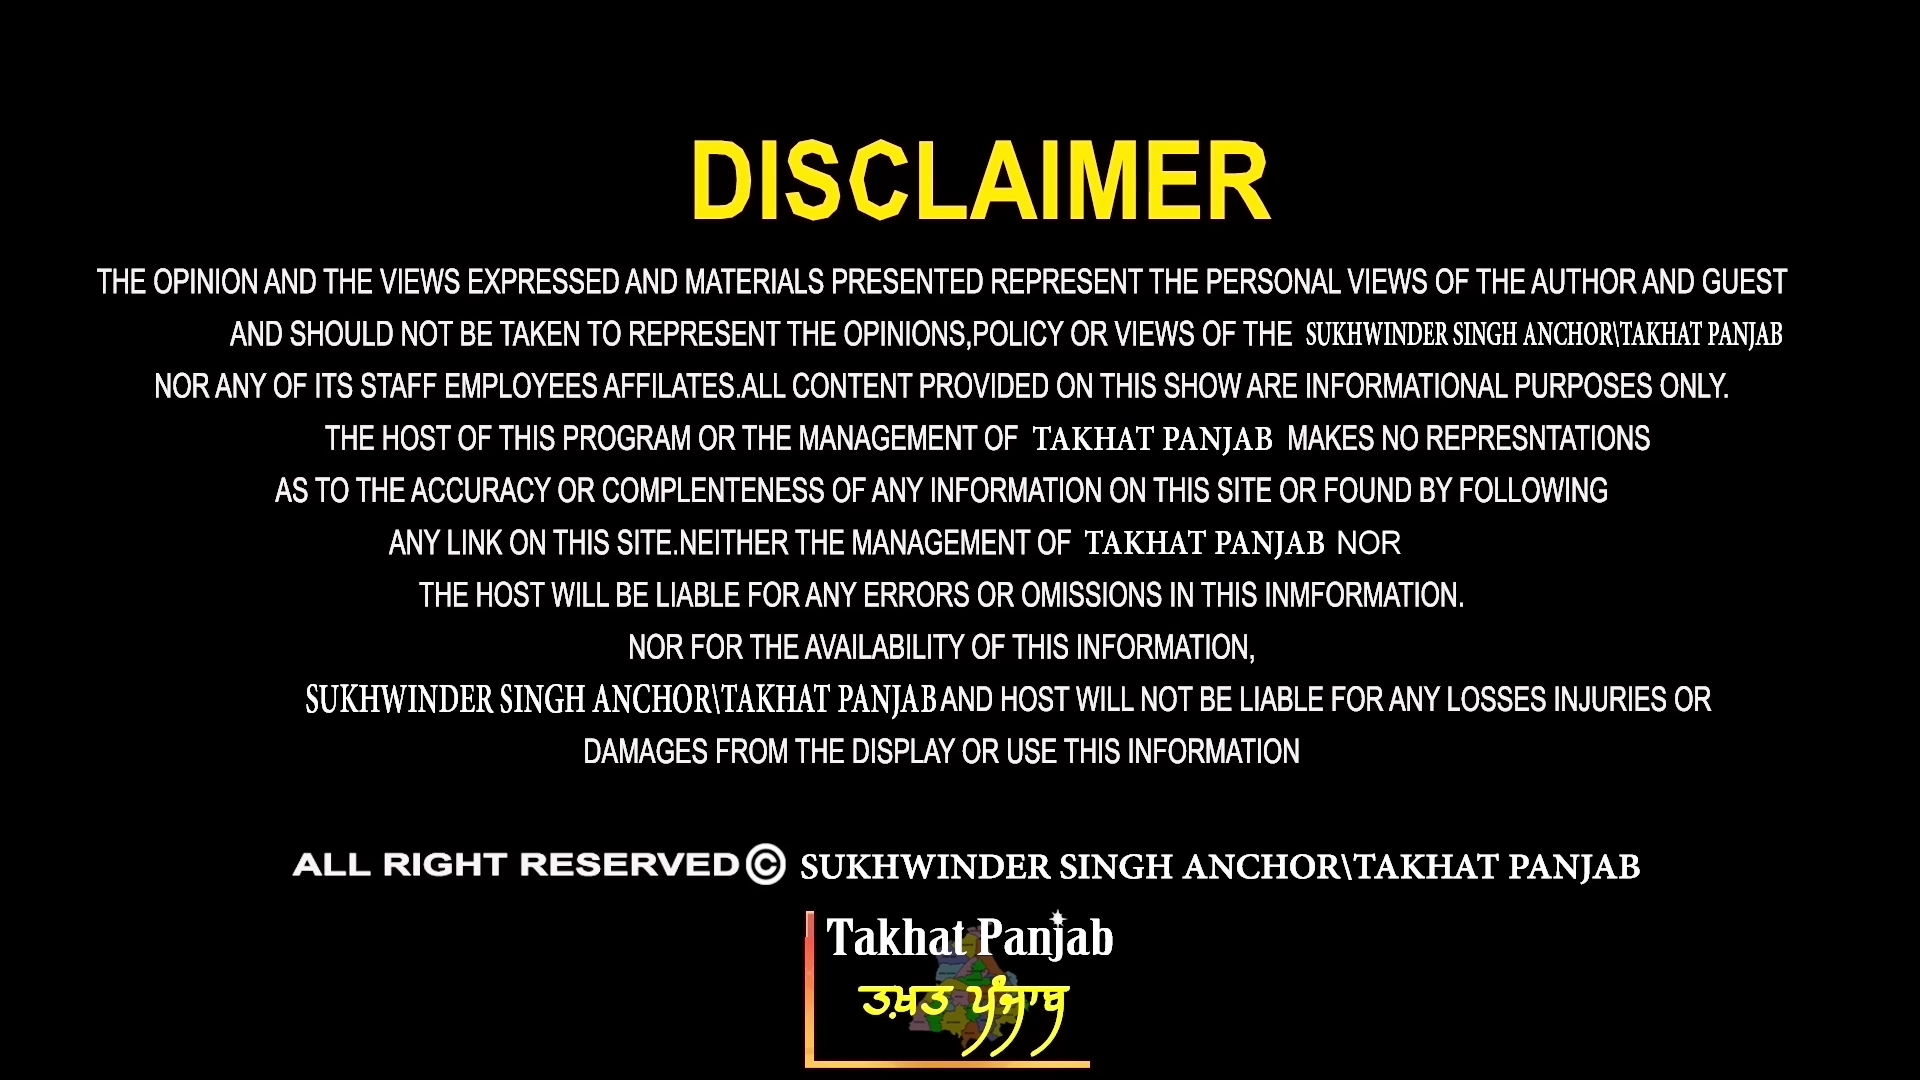 DISCLAIMER
THE OPINION AND THE VIEWS EXPRESSED AND MATERIALS PRESENTED REPRESENT THE PERSONAL VIEWS OF THE AUTHOR AND GUEST
AND SHOULD NOT BE TAKEN TO REPRESENT THE OPINIONS,POLICY OR VIEWS OF THE SUKHWINDER SINGH ANCHOR\TAKHAT PANJAB
NOR ANY OF ITS STAFF EMPLOYEES AFFILATES.ALL CONTENT PROVIDED ON THIS SHOW ARE INFORMATIONAL PURPOSES ONLY.
THE HOST OF THIS PROGRAM OR THE MANAGEMENT OF TAKHAT PANJAB MAKES NO REPRESNTATIONS
AS TO THE ACCURACY OR COMPLENTENESS OF ANY INFORMATION ON THIS SITE OR FOUND BY FOLLOWING
ANY LINK ON THIS SITE.NEITHER THE MANAGEMENT OF TAKHAT PANJAB NOR
THE HOST WILL BE LIABLE FOR ANY ERRORS OR OMISSIONS IN THIS INMFORMATION.
NOR FOR THE AVAILABILITY OF THIS INFORMATION,
SUKHWINDER SINGH ANCHOR\TAKHAT PANJAB AND HOST WILL NOT BE LIABLE FOR ANY LOSSES INJURIES OR
DAMAGES FROM THE DISPLAY OR USE THIS INFORMATION
ALL RIGHT RESERVED © SUKHWINDER SINGH ANCHOR\TAKHAT PANJAB
Takhat Panjab
ਤਖ਼ਤ ਪੰਜਾਬ